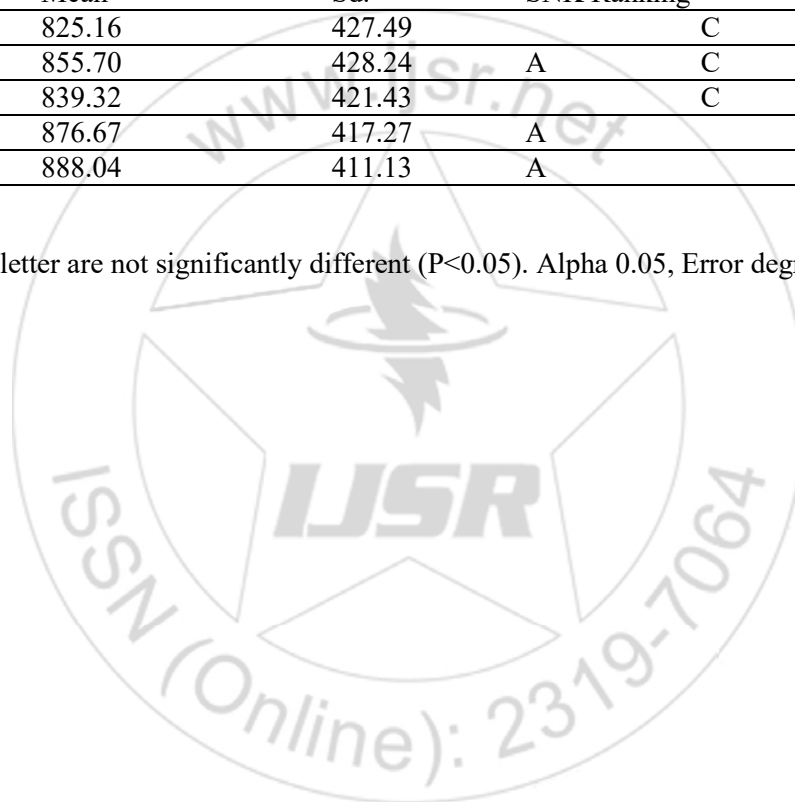 Mean Sd. SNK Ranking
825.16 427.49 C
855.70 428.24 A C
839.32 421.43 C
876.67 417.27 A
888.04 411.13 A
letter are not significantly different (P<0.05). Alpha 0.05, Error deg
www.ijsr.net
IJSR
ISSN (Online): 2319-7064